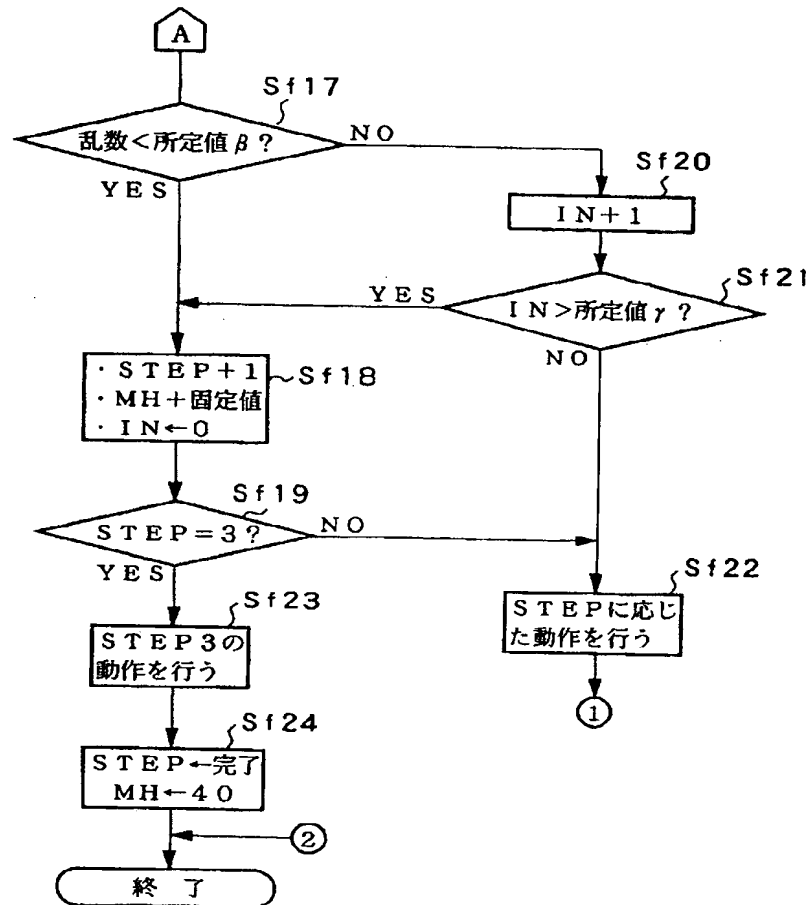 A
Sf17
乱数<所定値β?
NO
YES
Sf20
IN+1
Sf21
IN>所定値γ?
YES
NO
・STEP+1
・MH+固定値
・IN←0
Sf18
Sf19
STEP=3?
NO
YES
Sf22
STEPに応じ
た動作を行う
①
Sf23
STEP3の
動作を行う
Sf24
STEP←完了
MH←40
②
終了